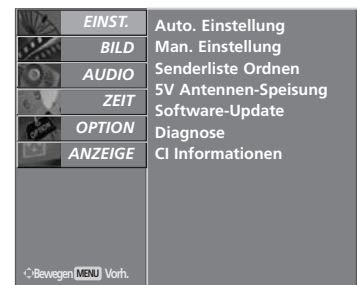 EINST.
BILD
AUDIO
ZEIT
OPTION
ANZEIGE
Auto. Einstellung
Man. Einstellung
Senderliste Ordnen
5V Antennen-Speisung
Software-Update
Diagnose
CI Informationen
Bewegen MENU Vorh.